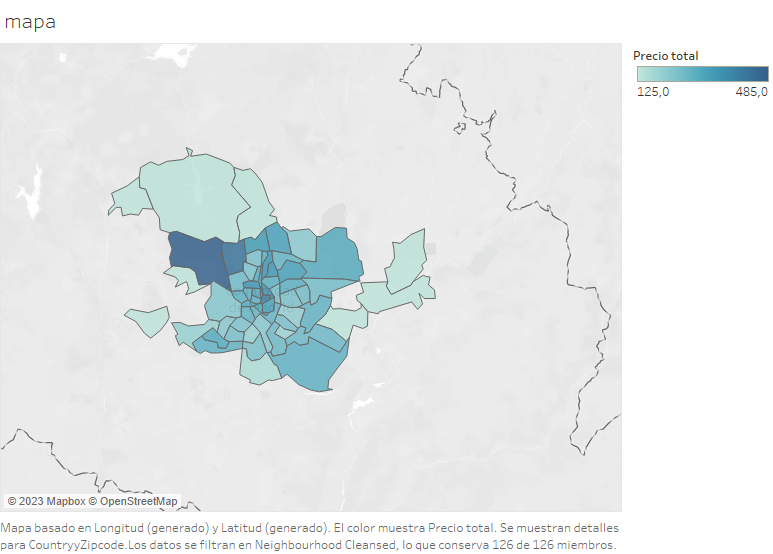 mapa
Precio total
125,0 485,0
© 2023 Mapbox © OpenStreetMap
Mapa basado en Longitud (generado) y Latitud (generado). El color muestra Precio total. Se muestran detalles
para CountryyZipcode.Los datos se filtran en Neighbourhood Cleansed, lo que conserva 126 de 126 miembros.